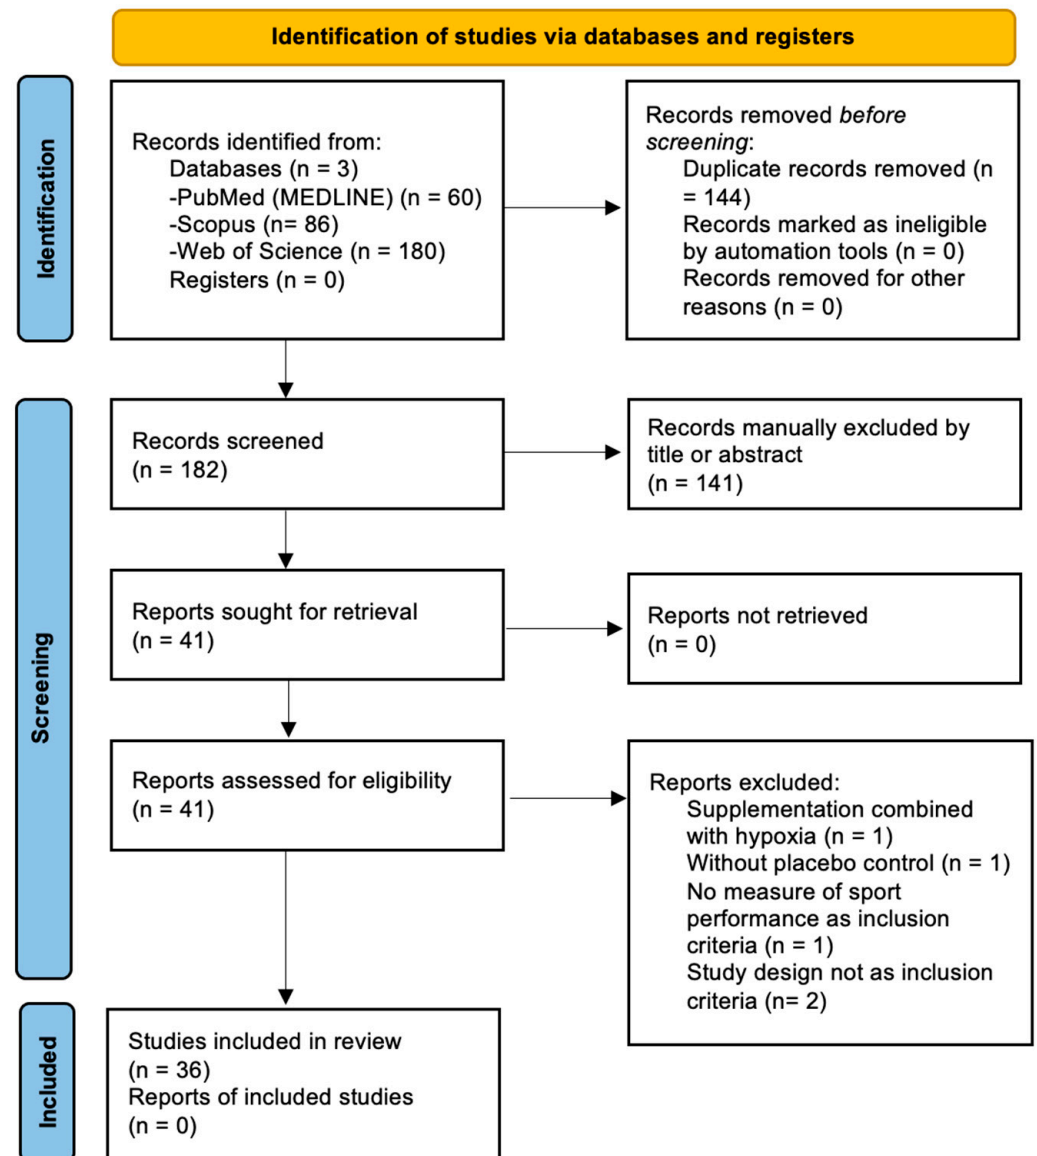 Identification of studies via databases and registers
Identification
Records identified from:
Databases (n = 3)
-PubMed (MEDLINE) (n = 60)
-Scopus (n= 86)
-Web of Science (n = 180)
Registers (n = 0)
Records removed before
screening:
Duplicate records removed (n
= 144)
Records marked as ineligible
by automation tools (n = 0)
Records removed for other
reasons (n = 0)
Screening
Records screened
(n = 182)
Records manually excluded by
title or abstract
(n = 141)
Reports sought for retrieval
(n = 41)
Reports not retrieved
(n = 0)
Reports assessed for eligibility
(n = 41)
Reports excluded:
Supplementation combined
with hypoxia (n = 1)
Without placebo control (n = 1)
No measure of sport
performance as inclusion
criteria (n = 1)
Study design not as inclusion
criteria (n= 2)
Included
Studies included in review
(n = 36)
Reports of included studies
(n = 0)